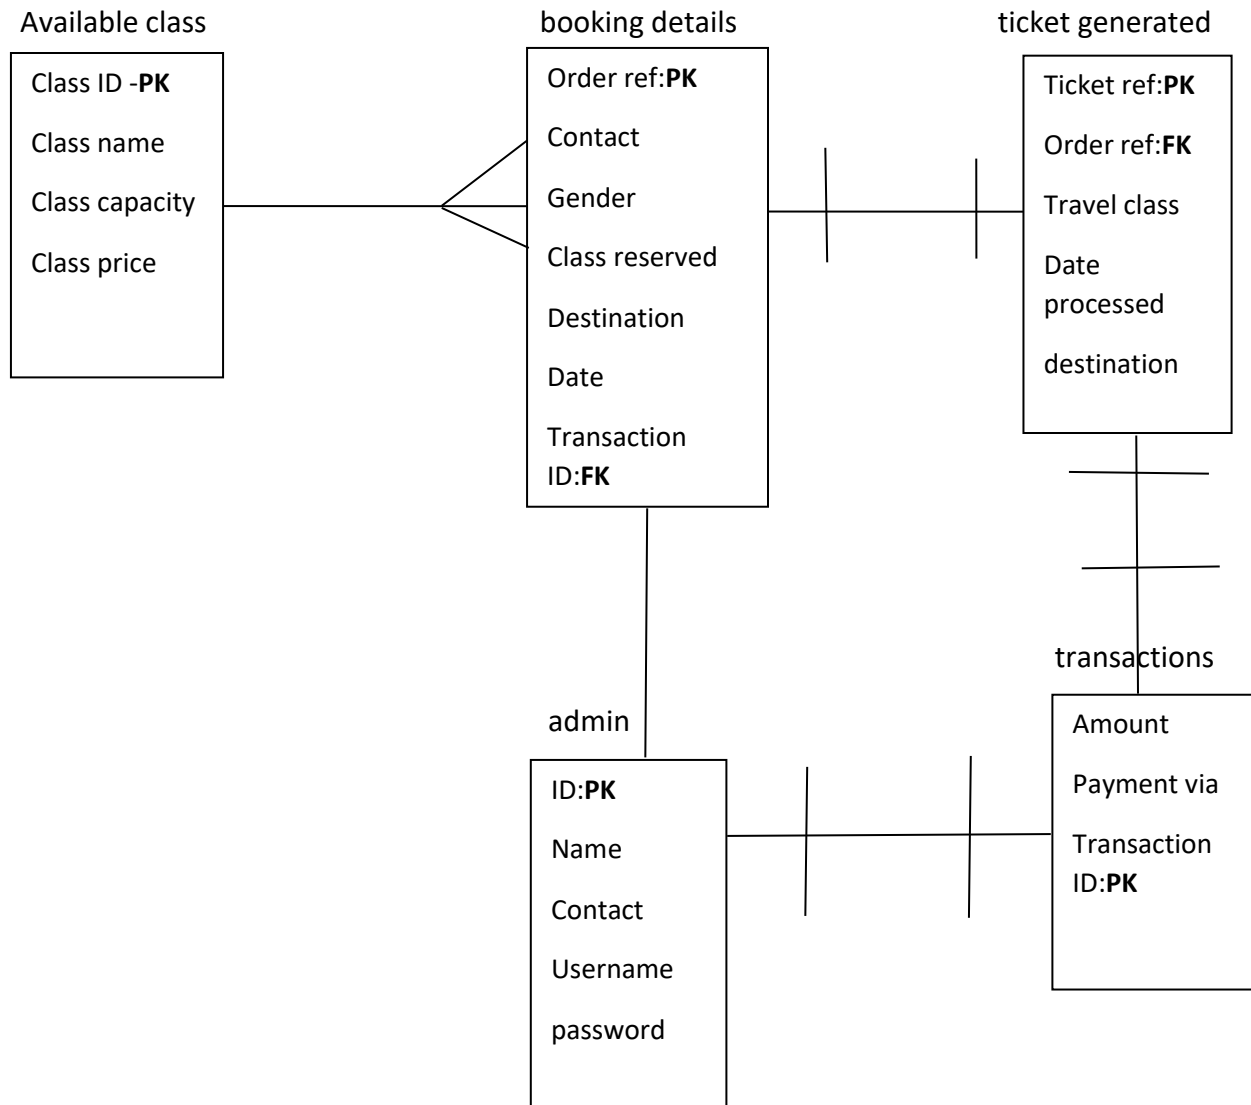 Available class
Class ID -PK
Class name
Class capacity
Class price
booking details
Order ref:PK
Contact
Gender
Class reserved
Destination
Date
Transaction
ID:FK
ticket generated
Ticket ref:PK
Order ref:FK
Travel class
Date
processed
destination
admin
ID:PK
Name
Contact
Username
password
transactions
Amount
Payment via
Transaction
ID:PK